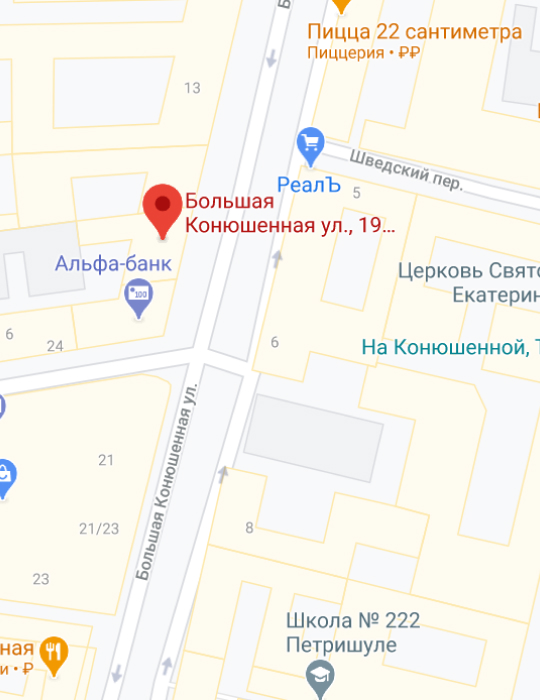 Пицца 22 сантиметра
Пиццерия • ₽₽
13
Шведский пер.
РеалЪ
5
Большая
Конюшенная ул., 19...
Альфа-банк
Церковь Свято
Екатерин
6
24
6
На Конюшенной,
Большая Конюшенная ул.
21
21/23
8
23
Школа № 222
Петришуле
ная
и • ₽